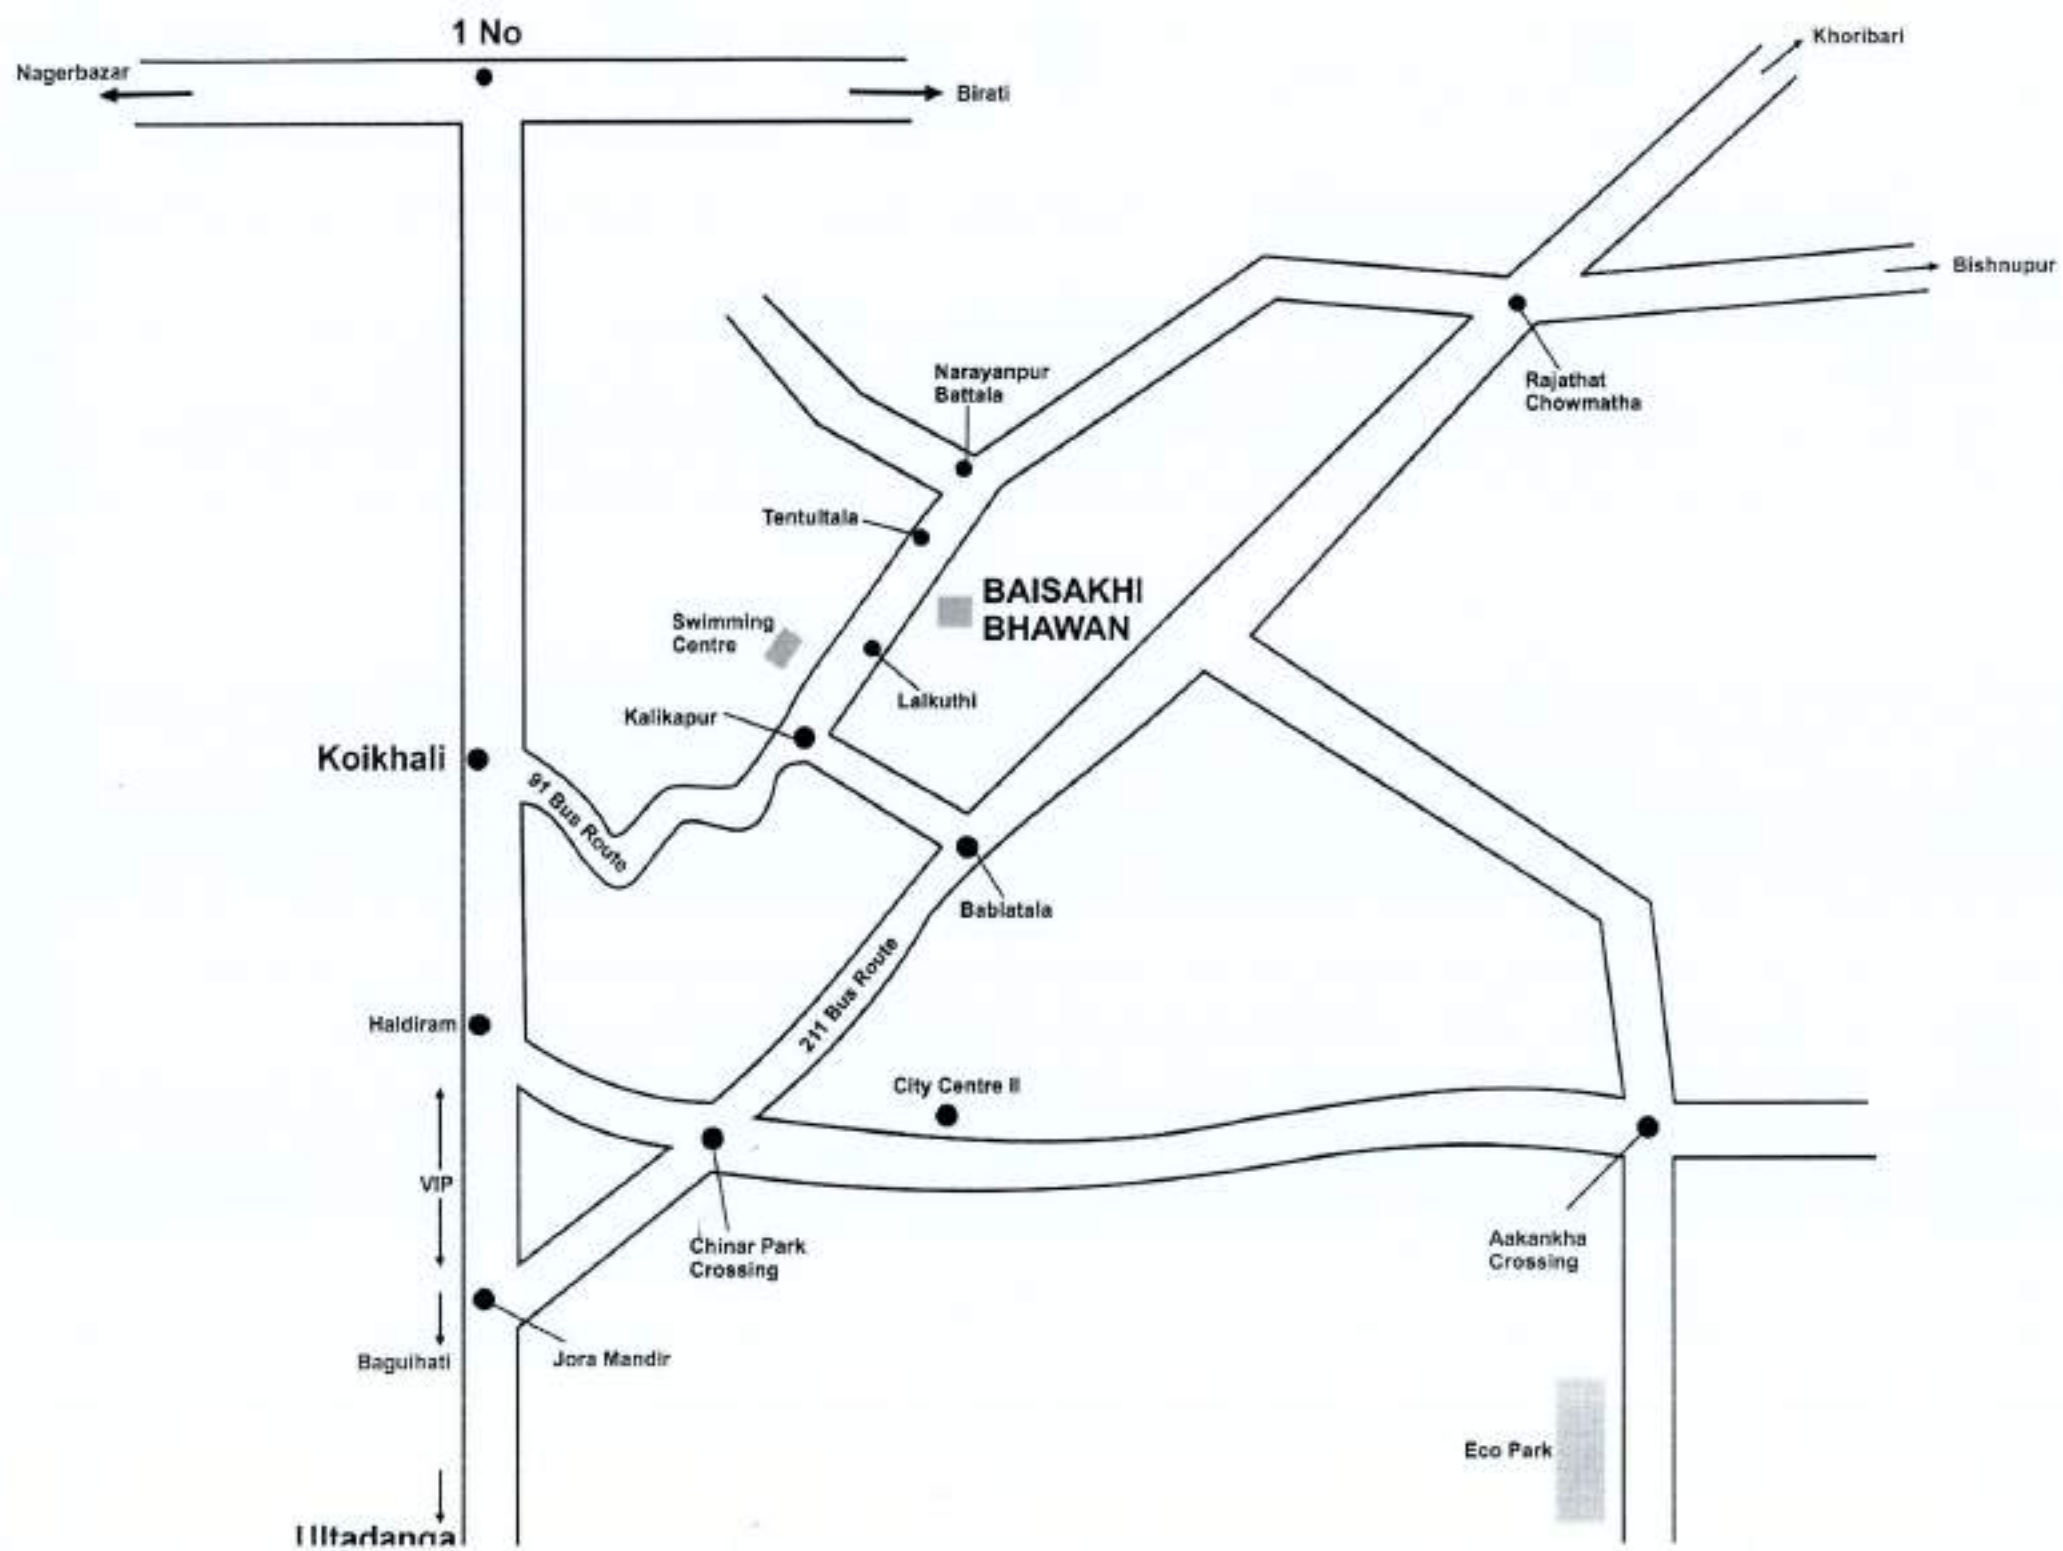 1 No
Nagerbazar
Birati
Khoribari
Bishnupur
Rajathat
Chowmatha
Narayanpur
Battala
Tentultala
BAISAKHI
BHAWAN
Swimming
Centre
Lalkuthi
Kalikapur
Koikhali
91 Bus Route
Bablatala
211 Bus Route
Haldiram
City Centre II
VIP
Chinar Park
Crossing
Aakankha
Crossing
Jora Mandir
Baguihati
Eco Park
Ultadanga